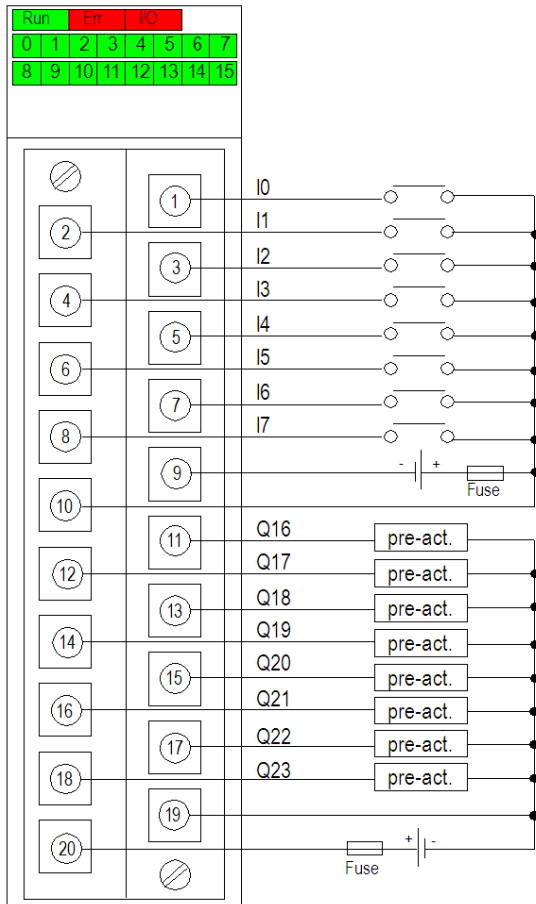 Run Err I/O
0 1 2 3 4 5 6 7
8 9 10 11 12 13 14 15
1 I0
2 I1
3 I2
4 I3
5 I4
6 I5
7 I6
8 I7
9 - + Fuse
10
11 Q16 pre-act.
12 Q17 pre-act.
13 Q18 pre-act.
14 Q19 pre-act.
15 Q20 pre-act.
16 Q21 pre-act.
17 Q22 pre-act.
18 Q23 pre-act.
19
20 Fuse + -